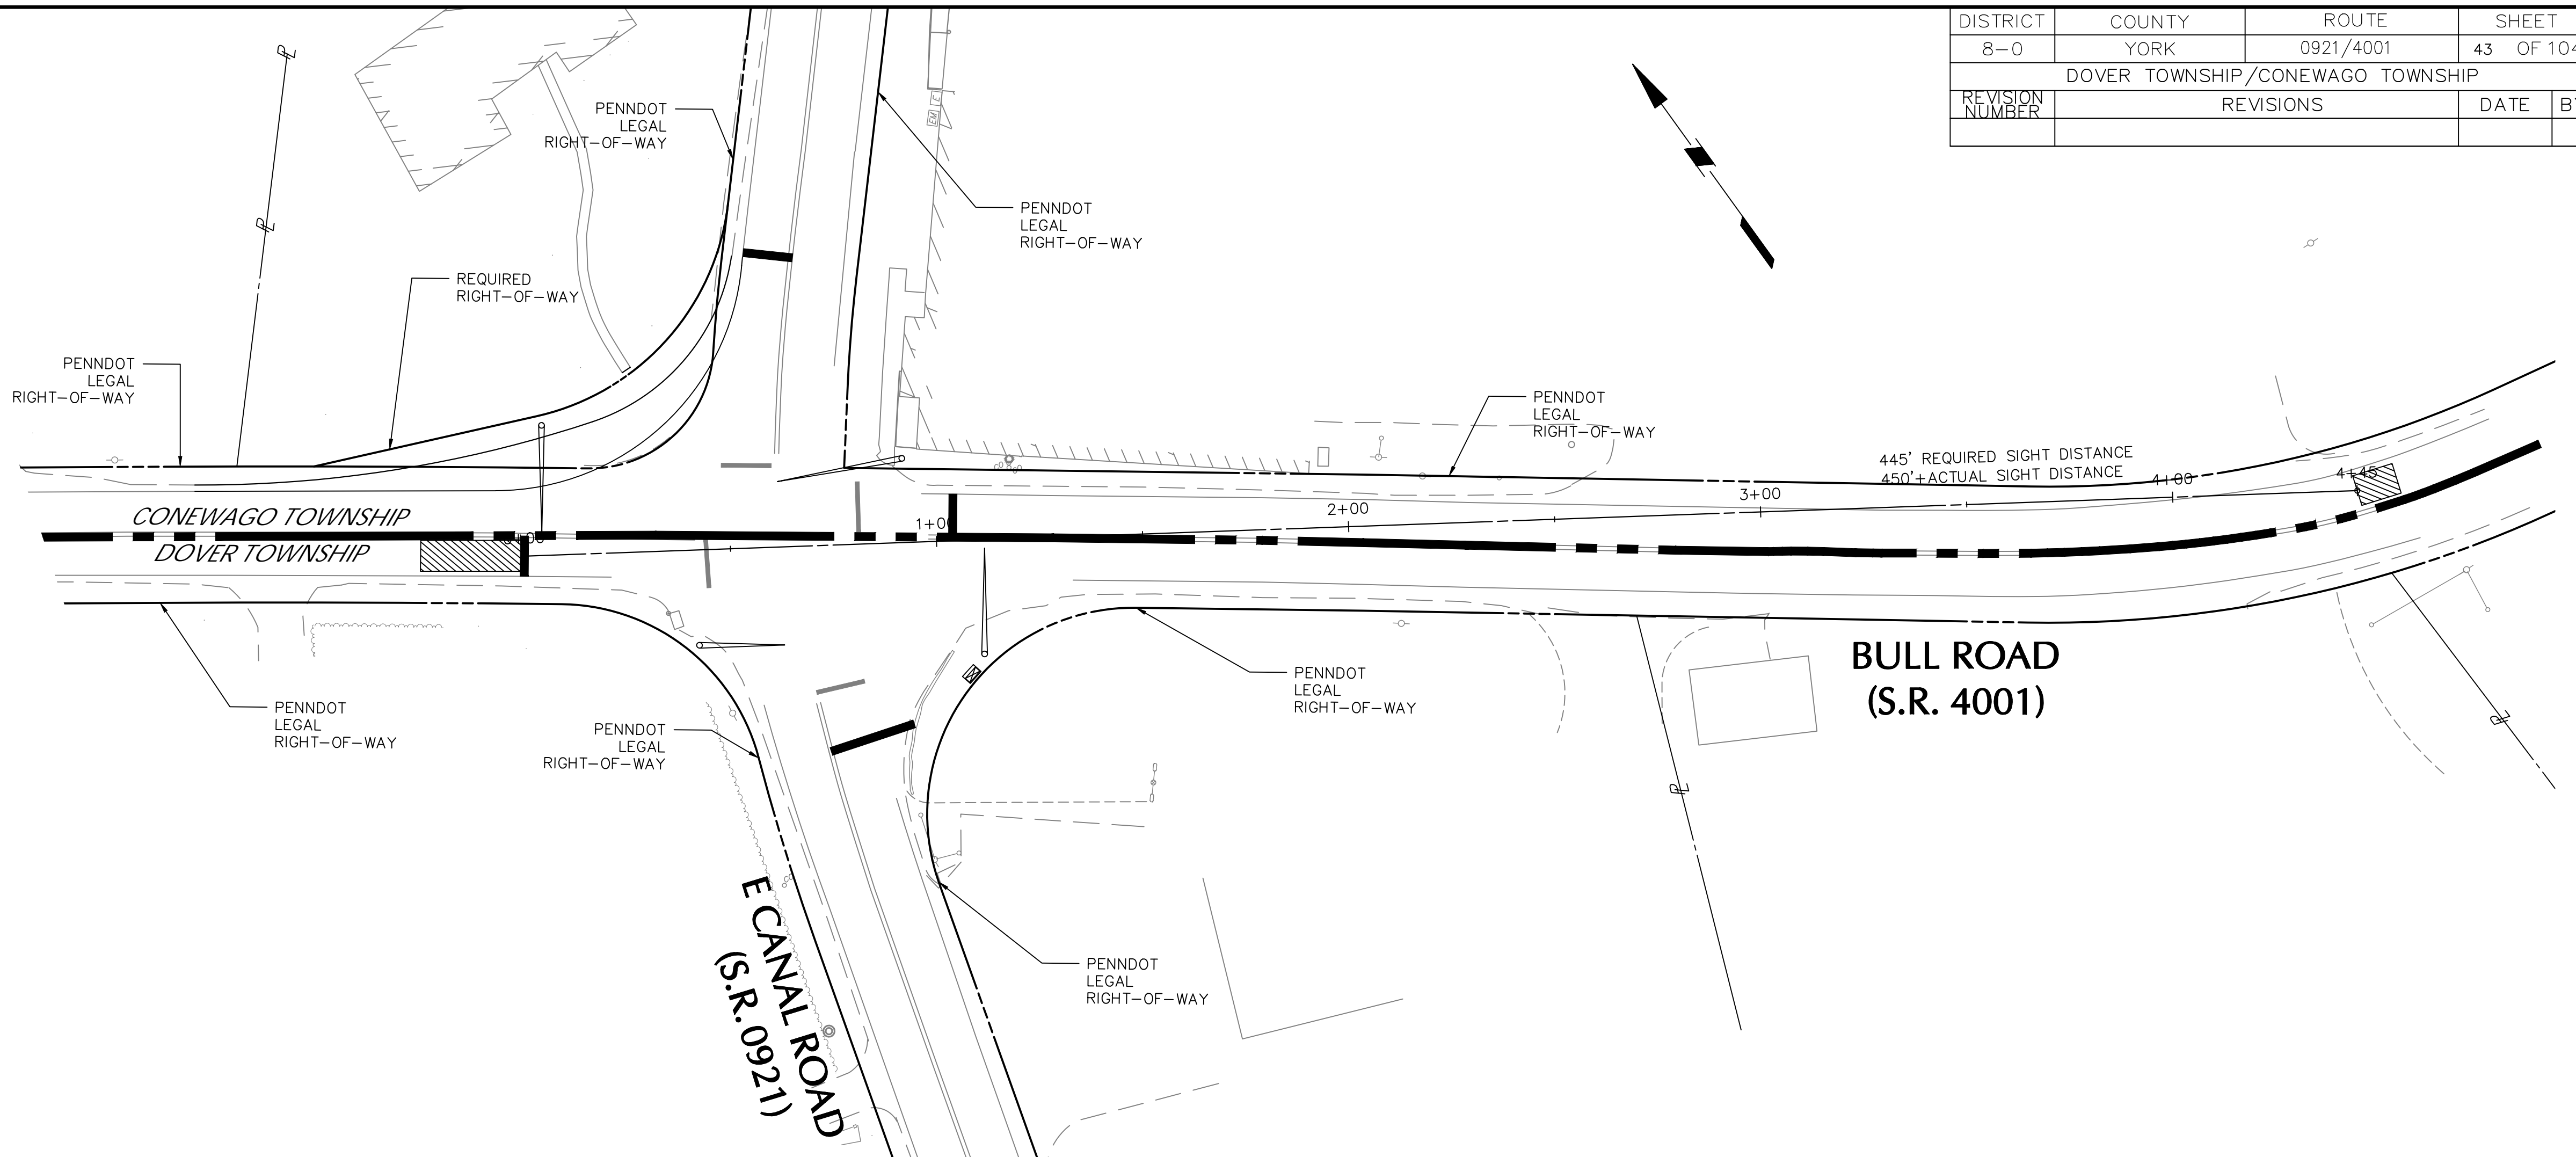 DISTRICT COUNTY ROUTE SHEET
8-0 YORK 0921/4001 43 OF 104
DOVER TOWNSHIP/CONEWAGO TOWNSHIP
REVISION NUMBER REVISIONS DATE BY
PENNDOT
LEGAL
RIGHT-OF-WAY
PENNDOT
LEGAL
RIGHT-OF-WAY
REQUIRED
RIGHT-OF-WAY
PENNDOT
LEGAL
RIGHT-OF-WAY
E
EM
PENNDOT
LEGAL
RIGHT-OF-WAY
445' REQUIRED SIGHT DISTANCE
450'+ACTUAL SIGHT DISTANCE
CONEWAGO TOWNSHIP
DOVER TOWNSHIP
1+00
2+00
3+00
4+00
4+45
PENNDOT
LEGAL
RIGHT-OF-WAY
PENNDOT
LEGAL
RIGHT-OF-WAY
PENNDOT
LEGAL
RIGHT-OF-WAY
BULL ROAD
(S.R. 4001)
E CANAL ROAD
(S.R. 0921)
PENNDOT
LEGAL
RIGHT-OF-WAY